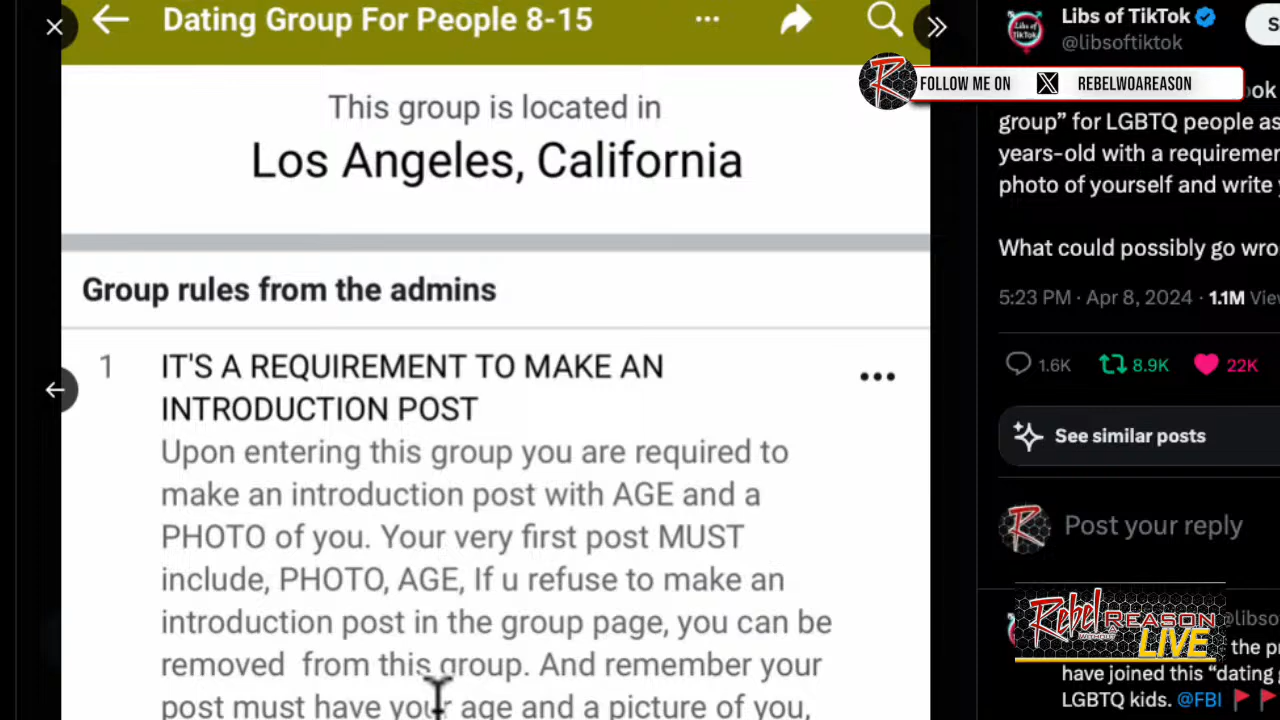 Dating Group For People 8-15
This group is located in
Los Angeles, California
Group rules from the admins
1 IT'S A REQUIREMENT TO MAKE AN
INTRODUCTION POST
Upon entering this group you are required to
make an introduction post with AGE and a
PHOTO of you. Your very first post MUST
include, PHOTO, AGE, If u refuse to make an
introduction post in the group page, you can be
removed from this group. And remember your
post must have your age and a picture of you,
Libs of TikTok
@libsoftiktok
FOLLOW ME ON X REBELWOAREASON
group" for LGBTQ people as
years-old with a
photo of yourself and write
What could possibly go
5:23 PM · Apr 8, 2024 · 1.1M
1.6K 8.9K 22K
See similar posts
Post your reply
Rebel WITHOUT REASON
LIVE
the
have joined this "dating
LGBTQ kids. @FBI